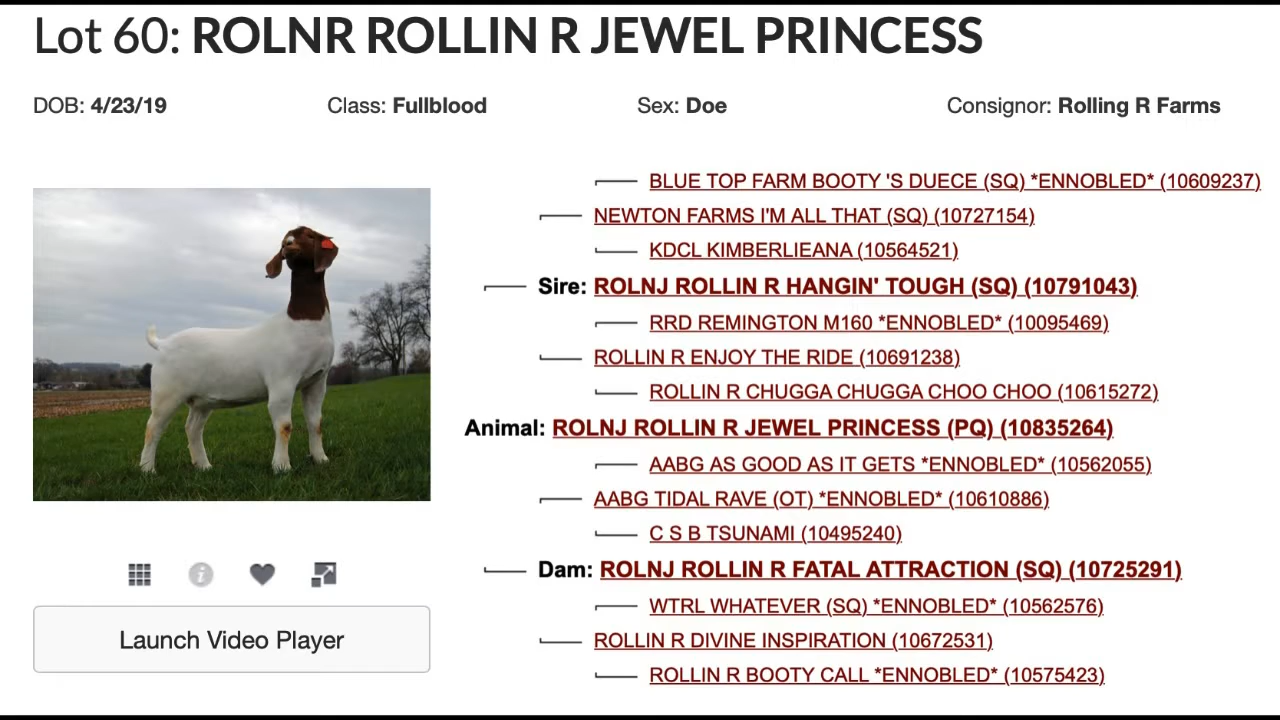 Lot 60: ROLNR ROLLIN R JEWEL PRINCESS
DOB: 4/23/19 Class: Fullblood Sex: Doe Consignor: Rolling R Farms
BLUE TOP FARM BOOTY 'S DUECE (SQ) *ENNOBLED* (10609237)
NEWTON FARMS I'M ALL THAT (SQ) (10727154)
KDCL KIMBERLIEANA (10564521)
Sire: ROLNJ ROLLIN R HANGIN' TOUGH (SQ) (10791043)
RRD REMINGTON M160 *ENNOBLED* (10095469)
ROLLIN R ENJOY THE RIDE (10691238)
ROLLIN R CHUGGA CHUGGA CHOO CHOO (10615272)
Animal: ROLNJ ROLLIN R JEWEL PRINCESS (PQ) (10835264)
AABG AS GOOD AS IT GETS *ENNOBLED* (10562055)
AABG TIDAL RAVE (OT) *ENNOBLED* (10610886)
C S B TSUNAMI (10495240)
Dam: ROLNJ ROLLIN R FATAL ATTRACTION (SQ) (10725291)
WTRL WHATEVER (SQ) *ENNOBLED* (10562576)
ROLLIN R DIVINE INSPIRATION (10672531)
ROLLIN R BOOTY CALL *ENNOBLED* (10575423)
Launch Video Player